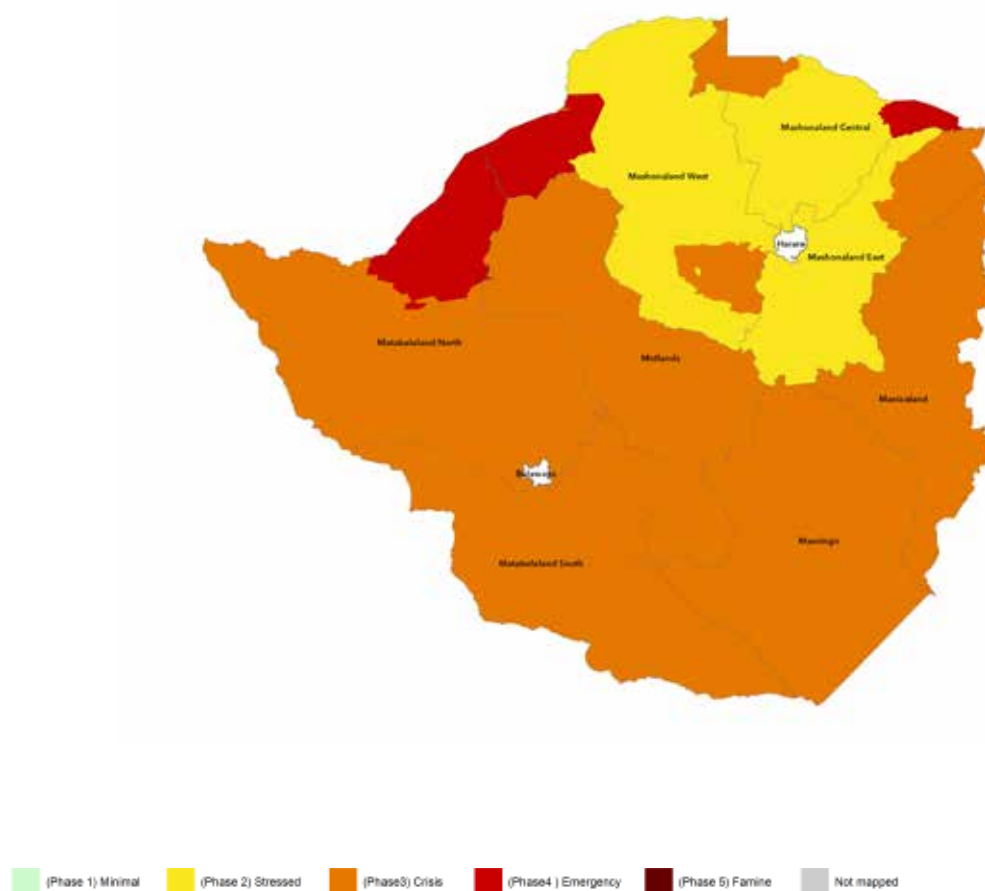 Mashonaland Central
Mashonaland West
Harare
Mashonaland East
Matabeleland North
Midlands
Manicaland
Bulawayo
Masvingo
Matabeleland South
(Phase 1) Minimal
(Phase 2) Stressed
(Phase3) Crisis
(Phase4 ) Emergency
(Phase 5) Famine
Not mapped